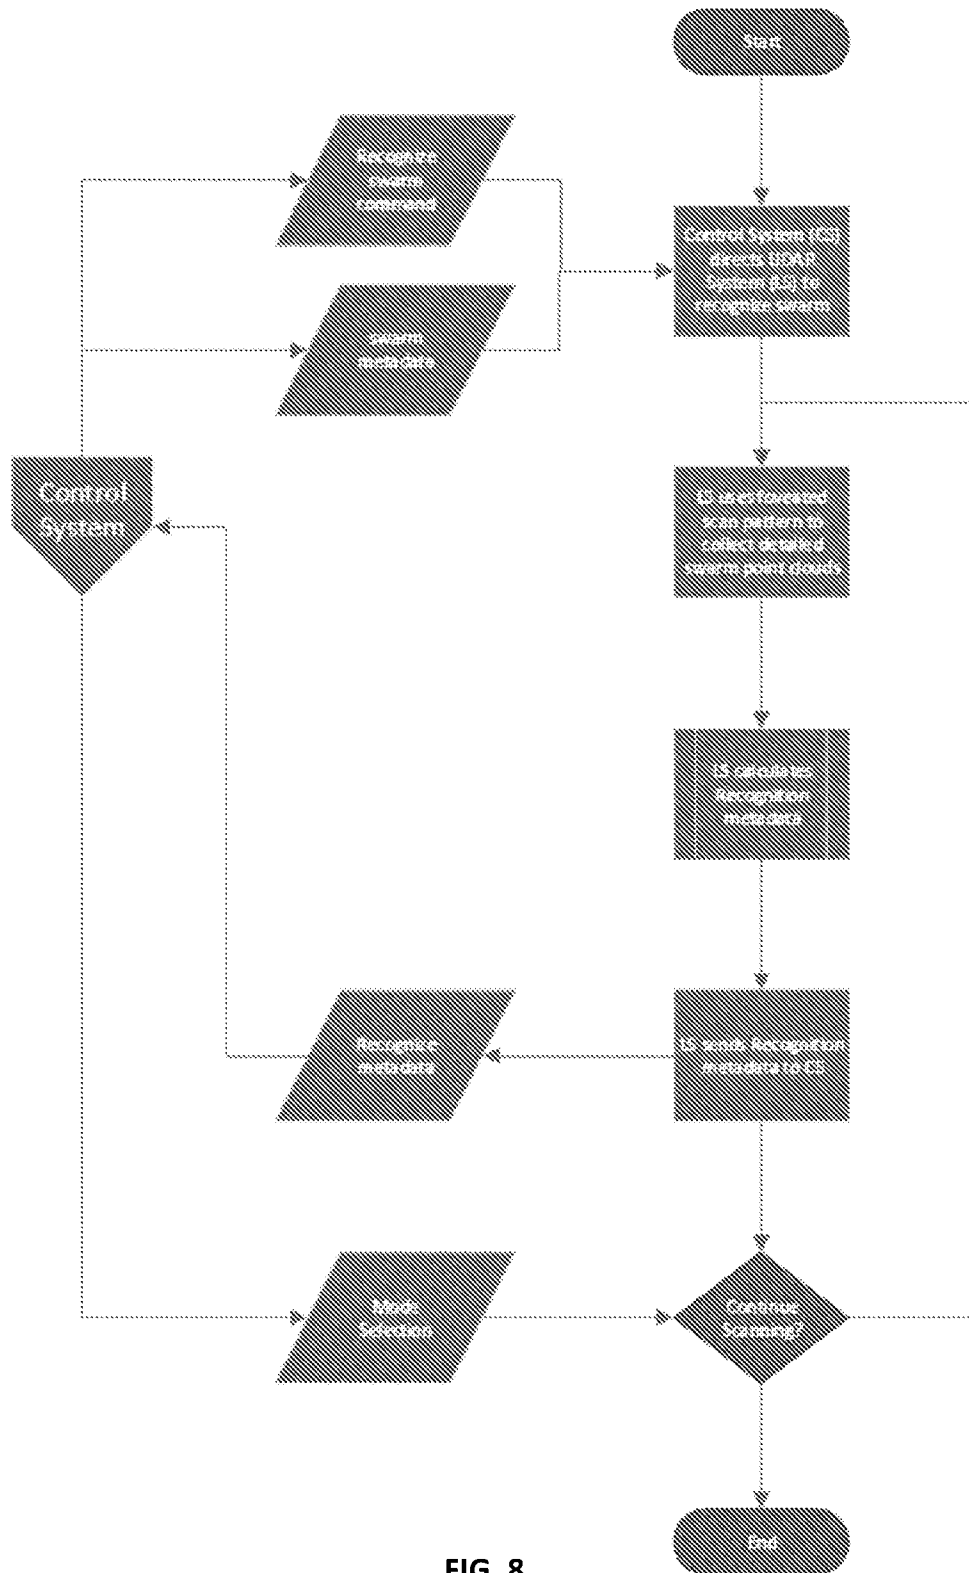 Start
Recognize
swarm
command
Control System (CS)
directs LIDAR
System (LS) to
recognize swarm
swarm
metadata
Control
System
LS uses foveated
scan pattern to
collect detailed
swarm point clouds
LS calculates
Recognition
metadata
Recognize
metadata
LS sends Recognition
metadata to CS
Mode
Selection
Continue
Scanning?
End
FIG. 8